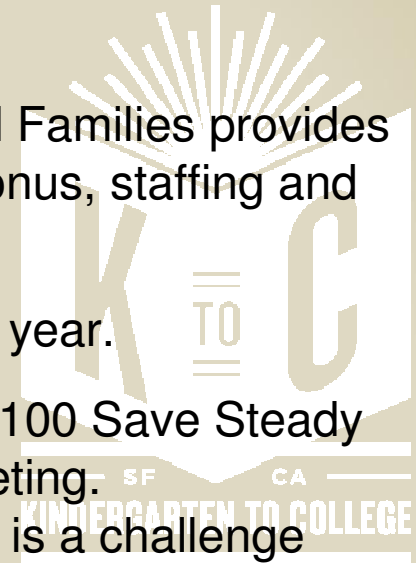 Families provides
onus, staffing and
K TO C
year.
100 Save Steady
eting.
SF CA
KINDERGARTEN TO COLLEGE
is a challenge